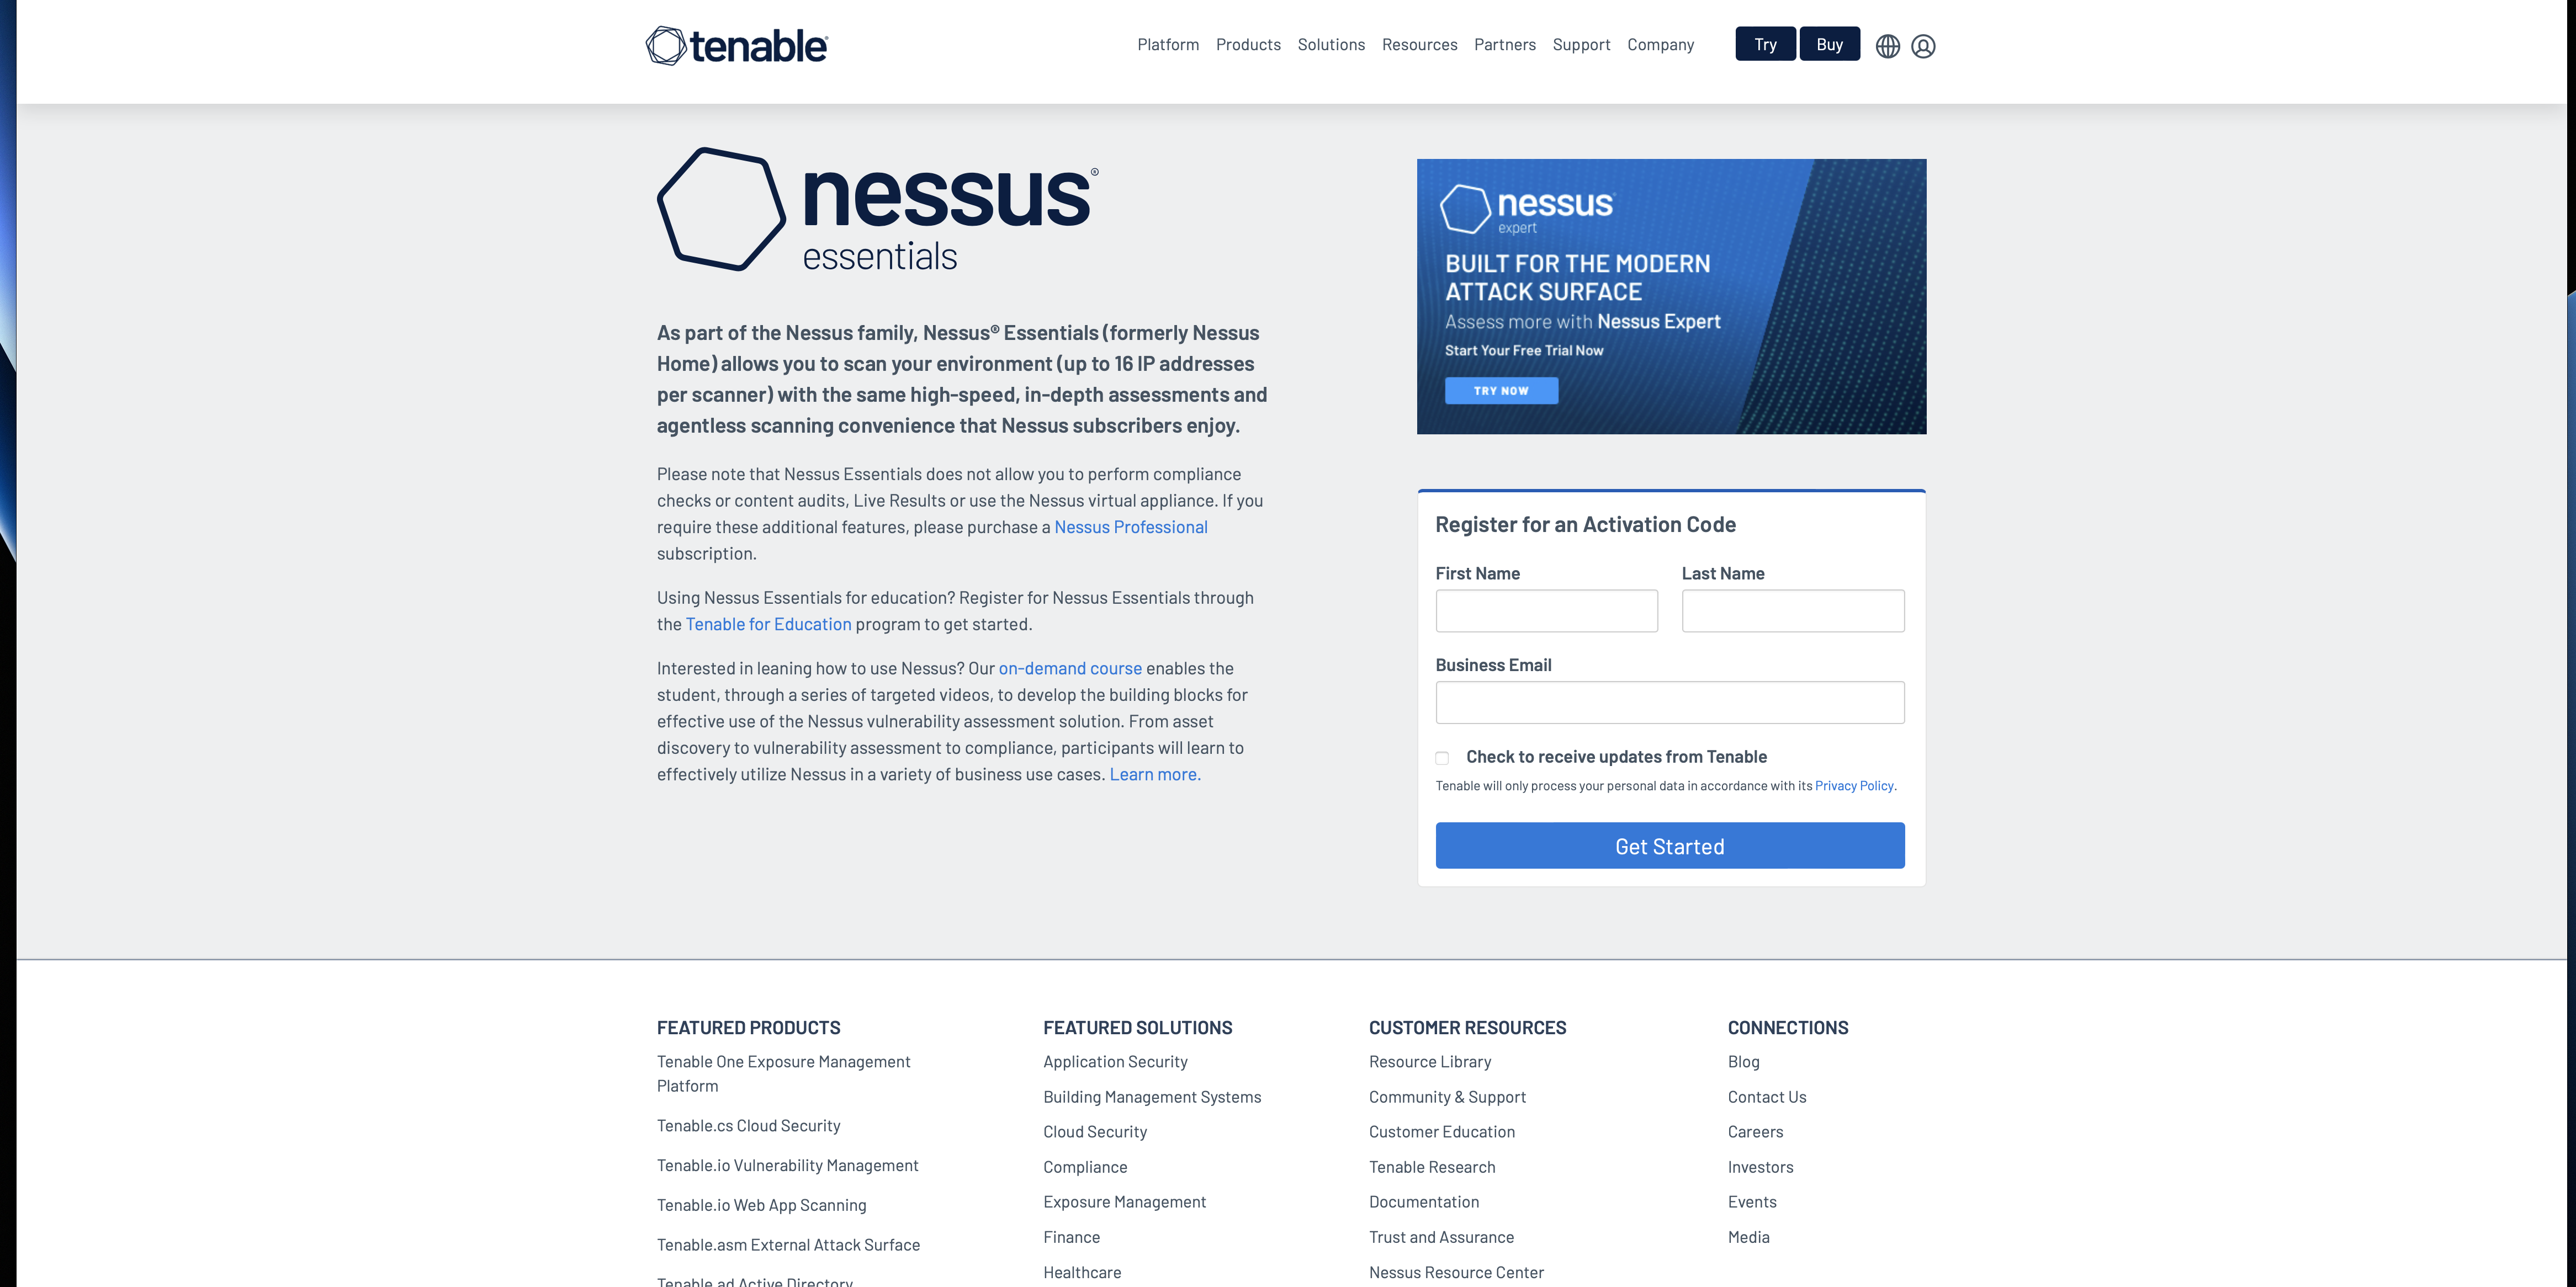 tenable
Platform Products Solutions Resources Partners Support Company Try Buy
nessus®
essentials
As part of the Nessus family, Nessus® Essentials (formerly Nessus
Home) allows you to scan your environment (up to 16 IP addresses
per scanner) with the same high-speed, in-depth assessments and
agentless scanning convenience that Nessus subscribers enjoy.
Please note that Nessus Essentials does not allow you to perform compliance
checks or content audits, Live Results or use the Nessus virtual appliance. If you
require these additional features, please purchase a Nessus Professional
subscription.
Using Nessus Essentials for education? Register for Nessus Essentials through
the Tenable for Education program to get started.
Interested in leaning how to use Nessus? Our on-demand course enables the
student, through a series of targeted videos, to develop the building blocks for
effective use of the Nessus vulnerability assessment solution. From asset
discovery to vulnerability assessment to compliance, participants will learn to
effectively utilize Nessus in a variety of business use cases. Learn more.
nessus
expert
BUILT FOR THE MODERN
ATTACK SURFACE
Assess more with Nessus Expert
Start Your Free Trial Now
TRY NOW
Register for an Activation Code
First Name Last Name
Business Email
Check to receive updates from Tenable
Tenable will only process your personal data in accordance with its Privacy Policy.
Get Started
FEATURED PRODUCTS
Tenable One Exposure Management
Platform
Tenable.cs Cloud Security
Tenable.io Vulnerability Management
Tenable.io Web App Scanning
Tenable.asm External Attack Surface
Tenable.ad Active Directory
FEATURED SOLUTIONS
Application Security
Building Management Systems
Cloud Security
Compliance
Exposure Management
Finance
Healthcare
CUSTOMER RESOURCES
Resource Library
Community & Support
Customer Education
Tenable Research
Documentation
Trust and Assurance
Nessus Resource Center
CONNECTIONS
Blog
Contact Us
Careers
Investors
Events
Media